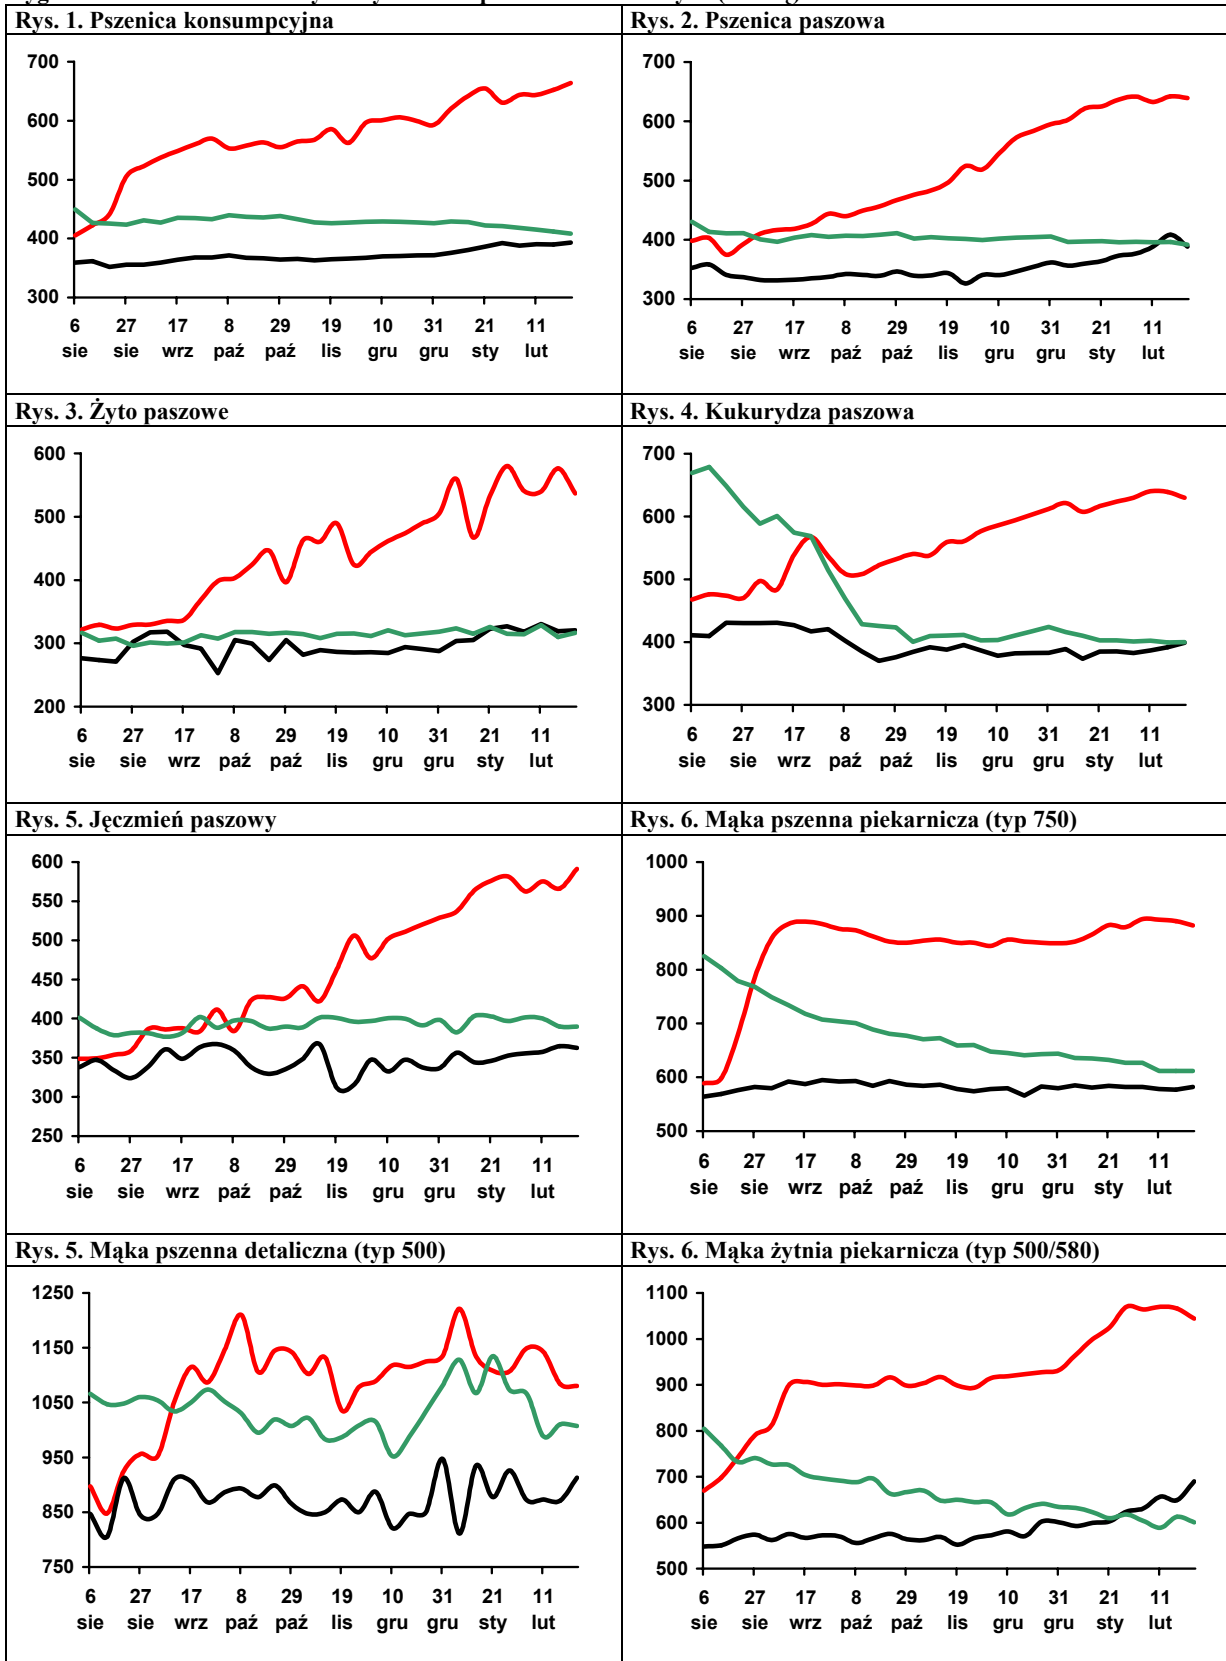 Rys. 1. Pszenica konsumpcyjna
Rys. 2. Pszenica paszowa
700
600
500
400
300
6 27 17 8 29 19 10 31 21 11
sie sie wrz paź paź lis gru gru sty lut
700
600
500
400
300
6 27 17 8 29 19 10 31 21 11
sie sie wrz paź paź lis gru gru sty lut
Rys. 3. Żyto paszowe
Rys. 4. Kukurydza paszowa
600
500
400
300
200
6 27 17 8 29 19 10 31 21 11
sie sie wrz paź paź lis gru gru sty lut
700
600
500
400
300
6 27 17 8 29 19 10 31 21 11
sie sie wrz paź paź lis gru gru sty lut
Rys. 5. Jęczmień paszowy
Rys. 6. Mąka pszenna piekarnicza (typ 750)
600
550
500
450
400
350
300
250
6 27 17 8 29 19 10 31 21 11
sie sie wrz paź paź lis gru gru sty lut
1000
900
800
700
600
500
6 27 17 8 29 19 10 31 21 11
sie sie wrz paź paź lis gru gru sty lut
Rys. 5. Mąka pszenna detaliczna (typ 500)
Rys. 6. Mąka żytnia piekarnicza (typ 500/580)
1250
1150
1050
950
850
750
6 27 17 8 29 19 10 31 21 11
sie sie wrz paź paź lis gru gru sty lut
1100
1000
900
800
700
600
500
6 27 17 8 29 19 10 31 21 11
sie sie wrz paź paź lis gru gru sty lut